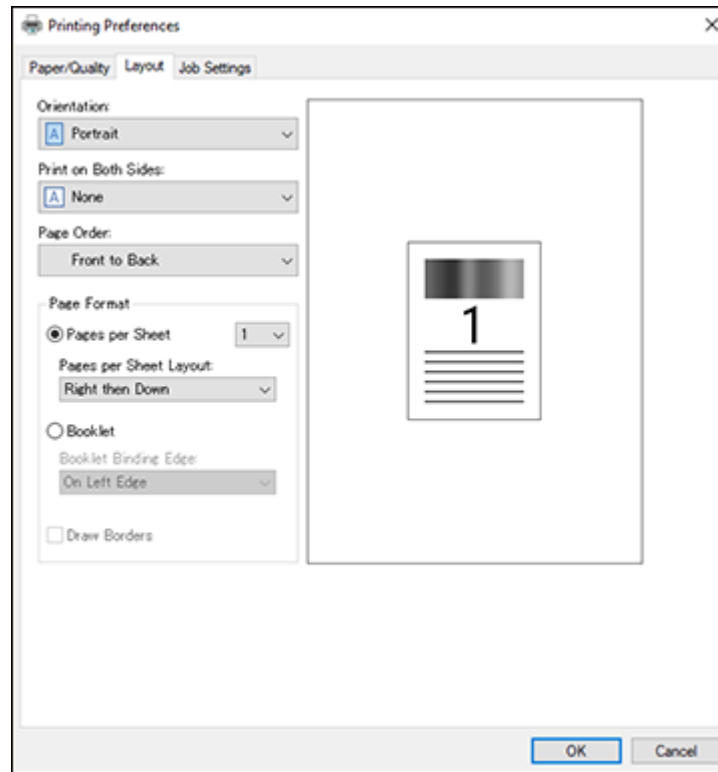 Printing Preferences
Paper/Quality Layout Job Settings
Orientation:
A Portrait
Print on Both Sides:
A None
Page Order:
Front to Back
Page Format
Pages per Sheet 1
Pages per Sheet Layout:
Right then Down
Booklet
Booklet Binding Edge:
On Left Edge
Draw Borders
1
OK Cancel